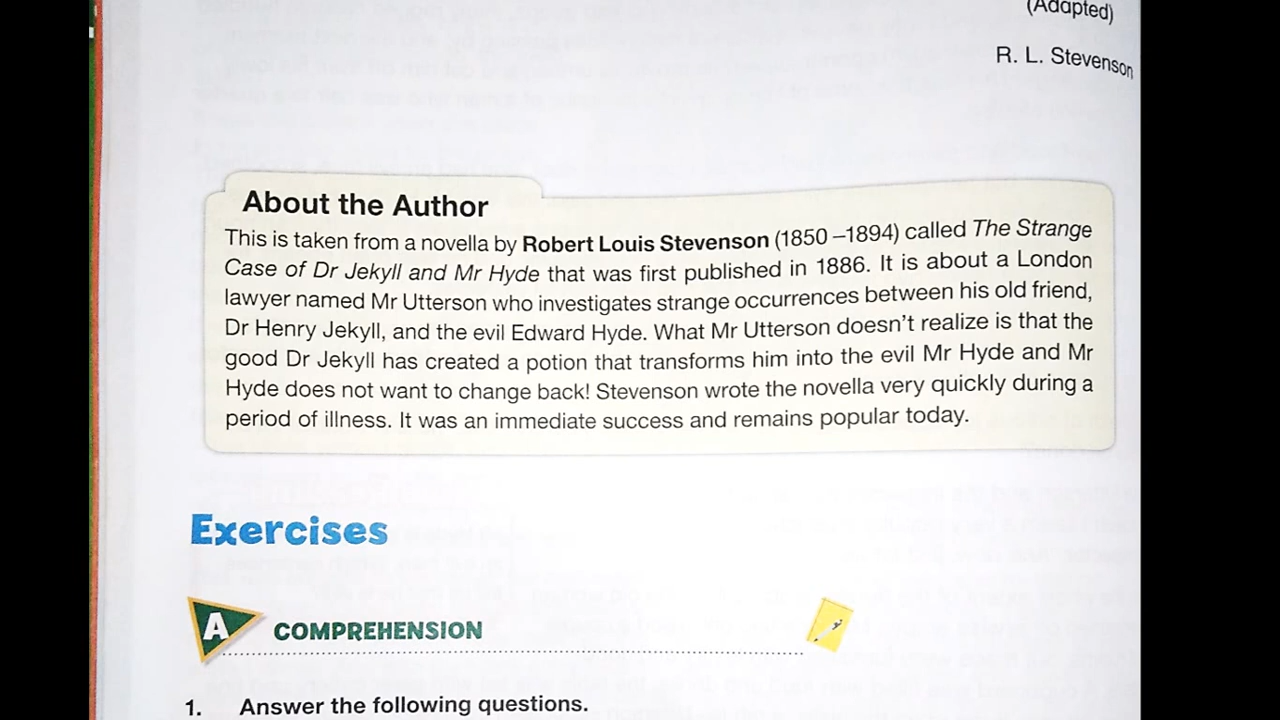 (Adapted)
R. L. Stevenson
About the Author
This is taken from a novella by Robert Louis Stevenson (1850 –1894) called The Strange
Case of Dr Jekyll and Mr Hyde that was first published in 1886. It is about a London
lawyer named Mr Utterson who investigates strange occurrences between his old friend,
Dr Henry Jekyll, and the evil Edward Hyde. What Mr Utterson doesn't realize is that the
good Dr Jekyll has created a potion that transforms him into the evil Mr Hyde and Mr
Hyde does not want to change back! Stevenson wrote the novella very quickly during a
period of illness. It was an immediate success and remains popular today.
Exercises
A COMPREHENSION
1. Answer the following questions.